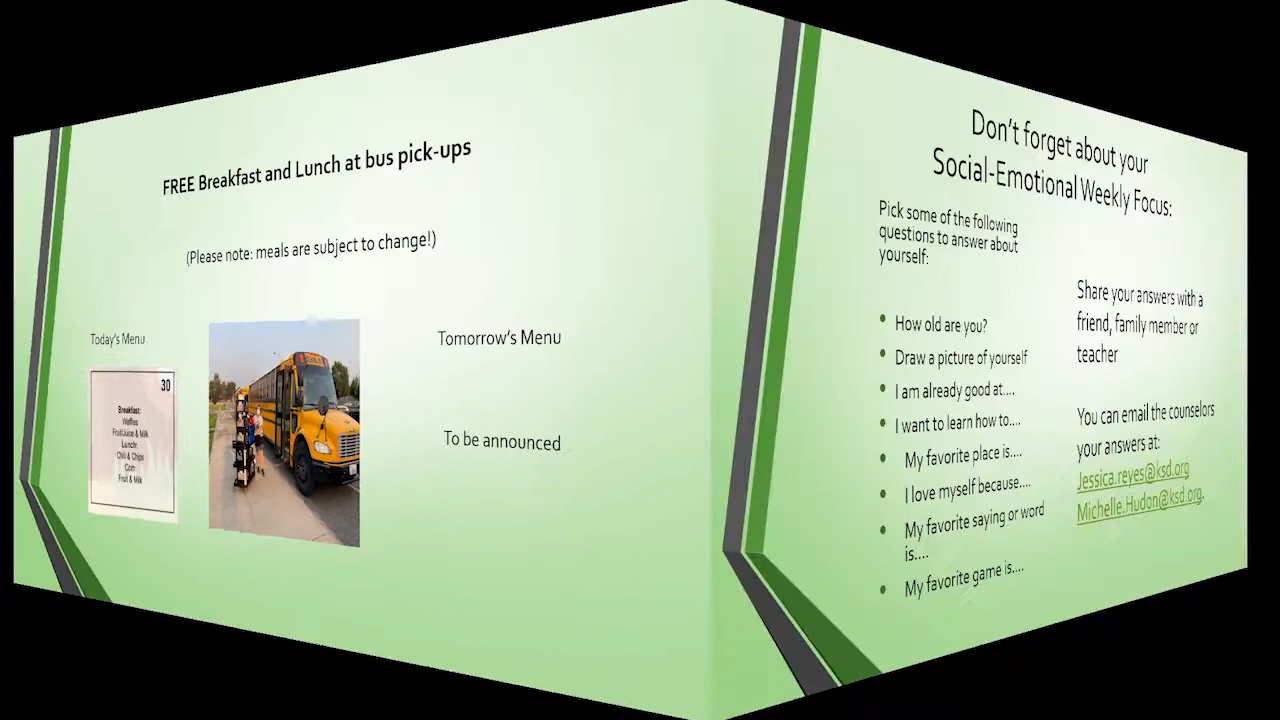 FREE Breakfast and Lunch at bus pick-ups
(Please note: meals are subject to change!)
Today's Menu
30
Breakfast:
Waffles
Fruit/Juice & Milk
Lunch:
Chili & Chips
Corn
Fruit & Milk
Tomorrow's Menu
To be announced
Don't forget about your
Social-Emotional Weekly Focus:
Pick some of the following
questions to answer about
yourself:
How old are you?
Draw a picture of yourself
I am already good at....
I want to learn how to....
My favorite place is....
I love myself because....
My favorite saying or word
is....
My favorite game is....
Share your answers with a
friend, family member or
teacher
You can email the counselors
your answers at:
Jessica.reyes@ksd.org
Michelle.Hudon@ksd.org.